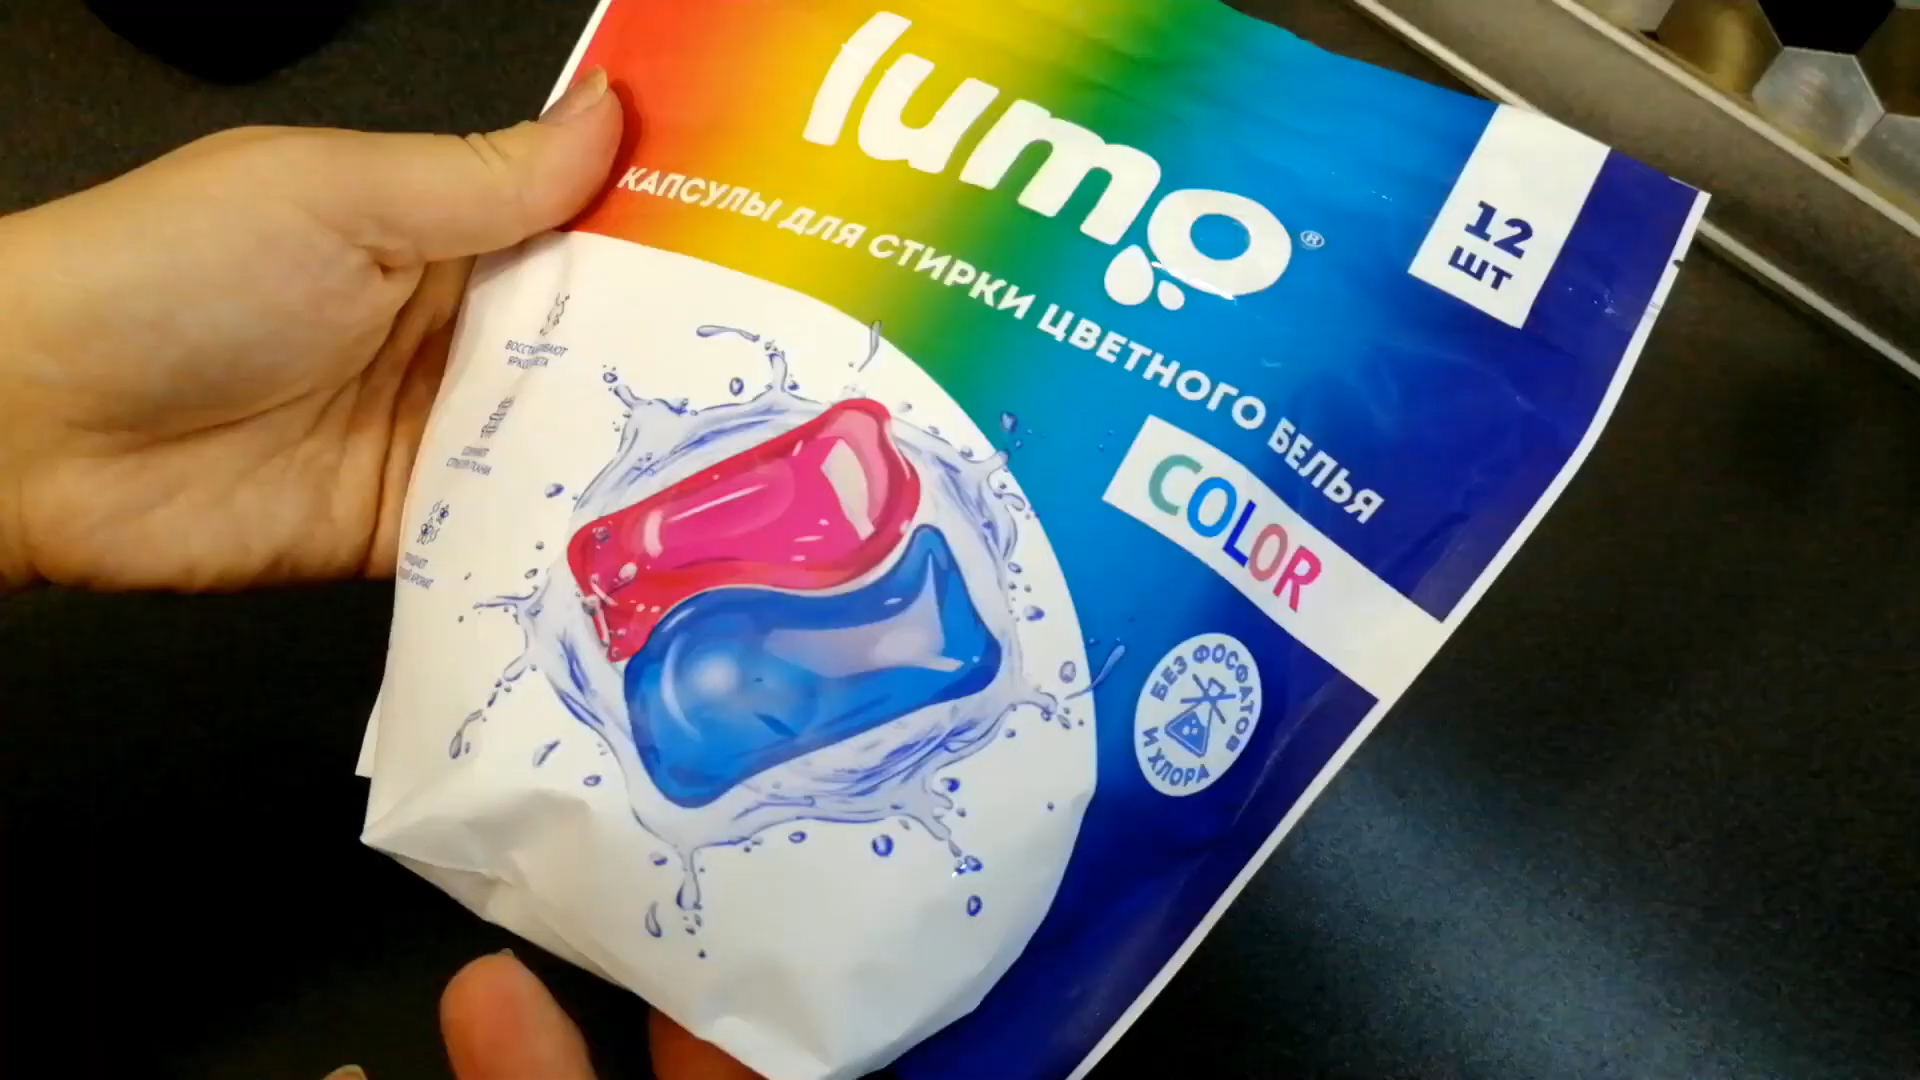 lumo®
12
ШТ
КАПСУЛЫ ДЛЯ СТИРКИ ЦВЕТНОГО БЕЛЬЯ
COLOR
БЕЗ ФОСФАТОВ
И ХЛОРА